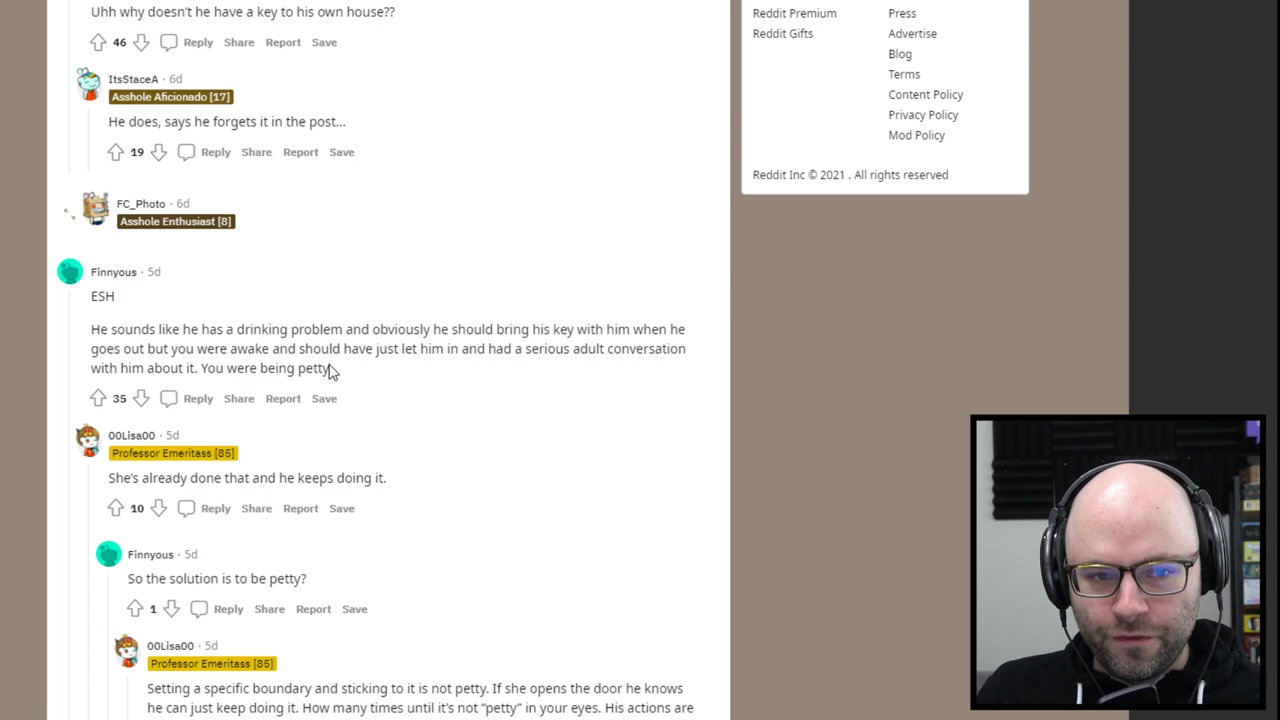 Uhh why doesn't he have a key to his own house??
46 Reply Share Report Save
ItsStaceA · 6d
Asshole Aficionado [17]
He does, says he forgets it in the post...
19 Reply Share Report Save
FC_Photo · 6d
Asshole Enthusiast [8]
Finnyous · 5d
ESH
He sounds like he has a drinking problem and obviously he should bring his key with him when he
goes out but you were awake and should have just let him in and had a serious adult conversation
with him about it. You were being petty
35 Reply Share Report Save
00Lisa00 · 5d
Professor Emeritass [86]
She's already done that and he keeps doing it.
10 Reply Share Report Save
Finnyous · 5d
So the solution is to be petty?
1 Reply Share Report Save
00Lisa00 · 5d
Professor Emeritass [85]
Setting a specific boundary and sticking to it is not petty. If she opens the door he knows
he can just keep doing it. How many times until it's not "petty" in your eyes. His actions are
Reddit Premium
Reddit Gifts
Press
Advertise
Blog
Terms
Content Policy
Privacy Policy
Mod Policy
Reddit Inc © 2021 . All rights reserved